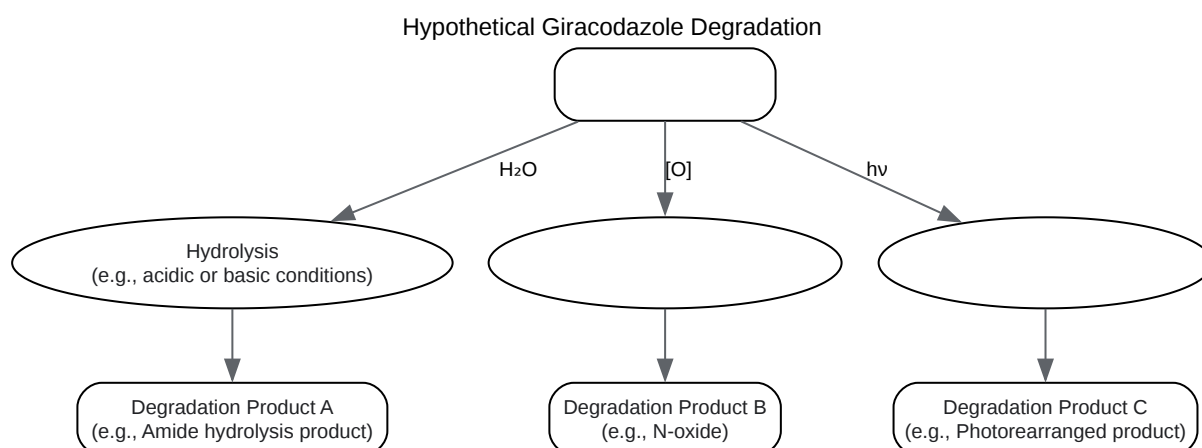 Hypothetical Giracodazole Degradation
H₂O
[O]
hν
Hydrolysis
(e.g., acidic or basic conditions)
Degradation Product A
(e.g., Amide hydrolysis product)
Degradation Product B
(e.g., N-oxide)
Degradation Product C
(e.g., Photorearranged product)